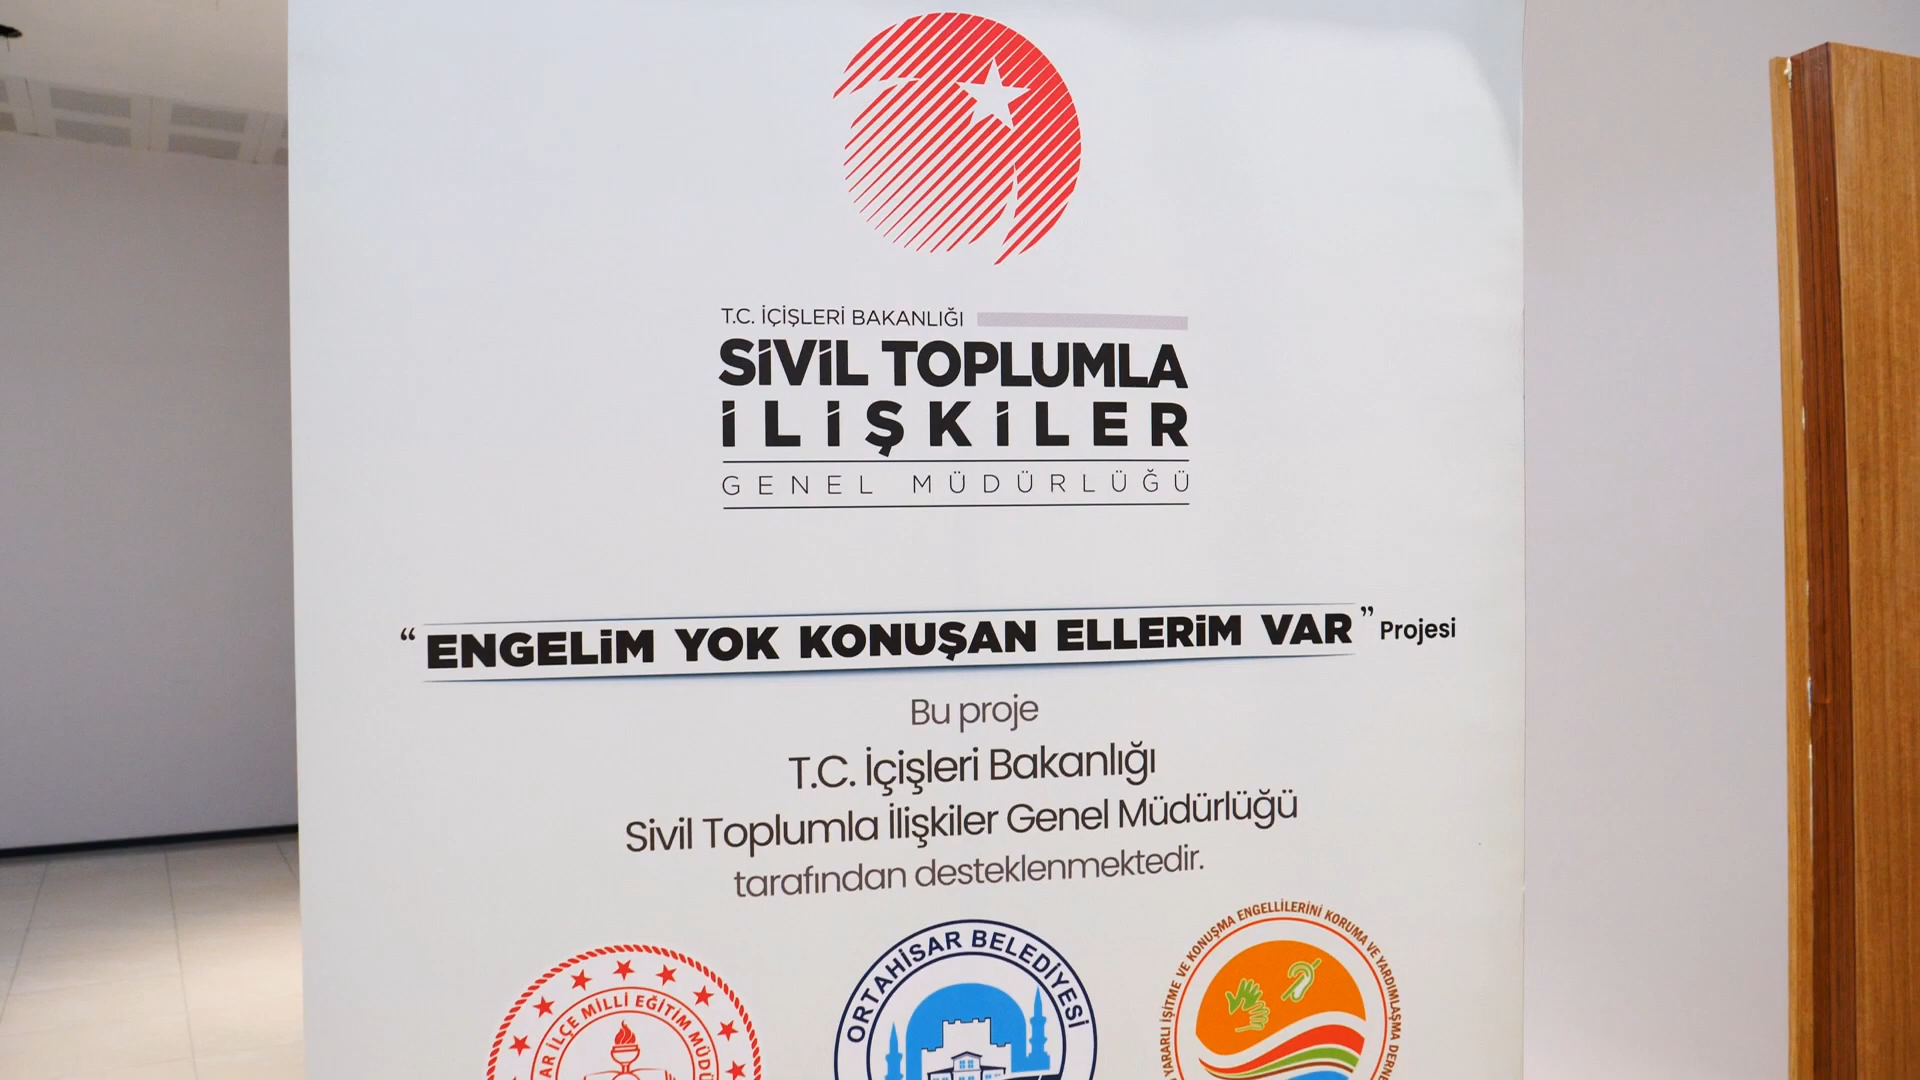 T.C. İÇİŞLERİ BAKANLIĞI
SİVİL TOPLUMLA
İLİŞKİLER
GENEL MÜDÜRLÜĞÜ
“ENGELİM YOK KONUŞAN ELLERİM VAR” Projesi
Bu proje
T.C. İçişleri Bakanlığı
Sivil Toplumla İlişkiler Genel Müdürlüğü
tarafından desteklenmektedir.
İLÇE MİLLİ EĞİTİM
ORTAHİSAR BELEDİYESİ
YARARLI İŞİTME VE KONUŞMA ENGELLİLERİNİ KORUMA VE YARDIMLAŞMA